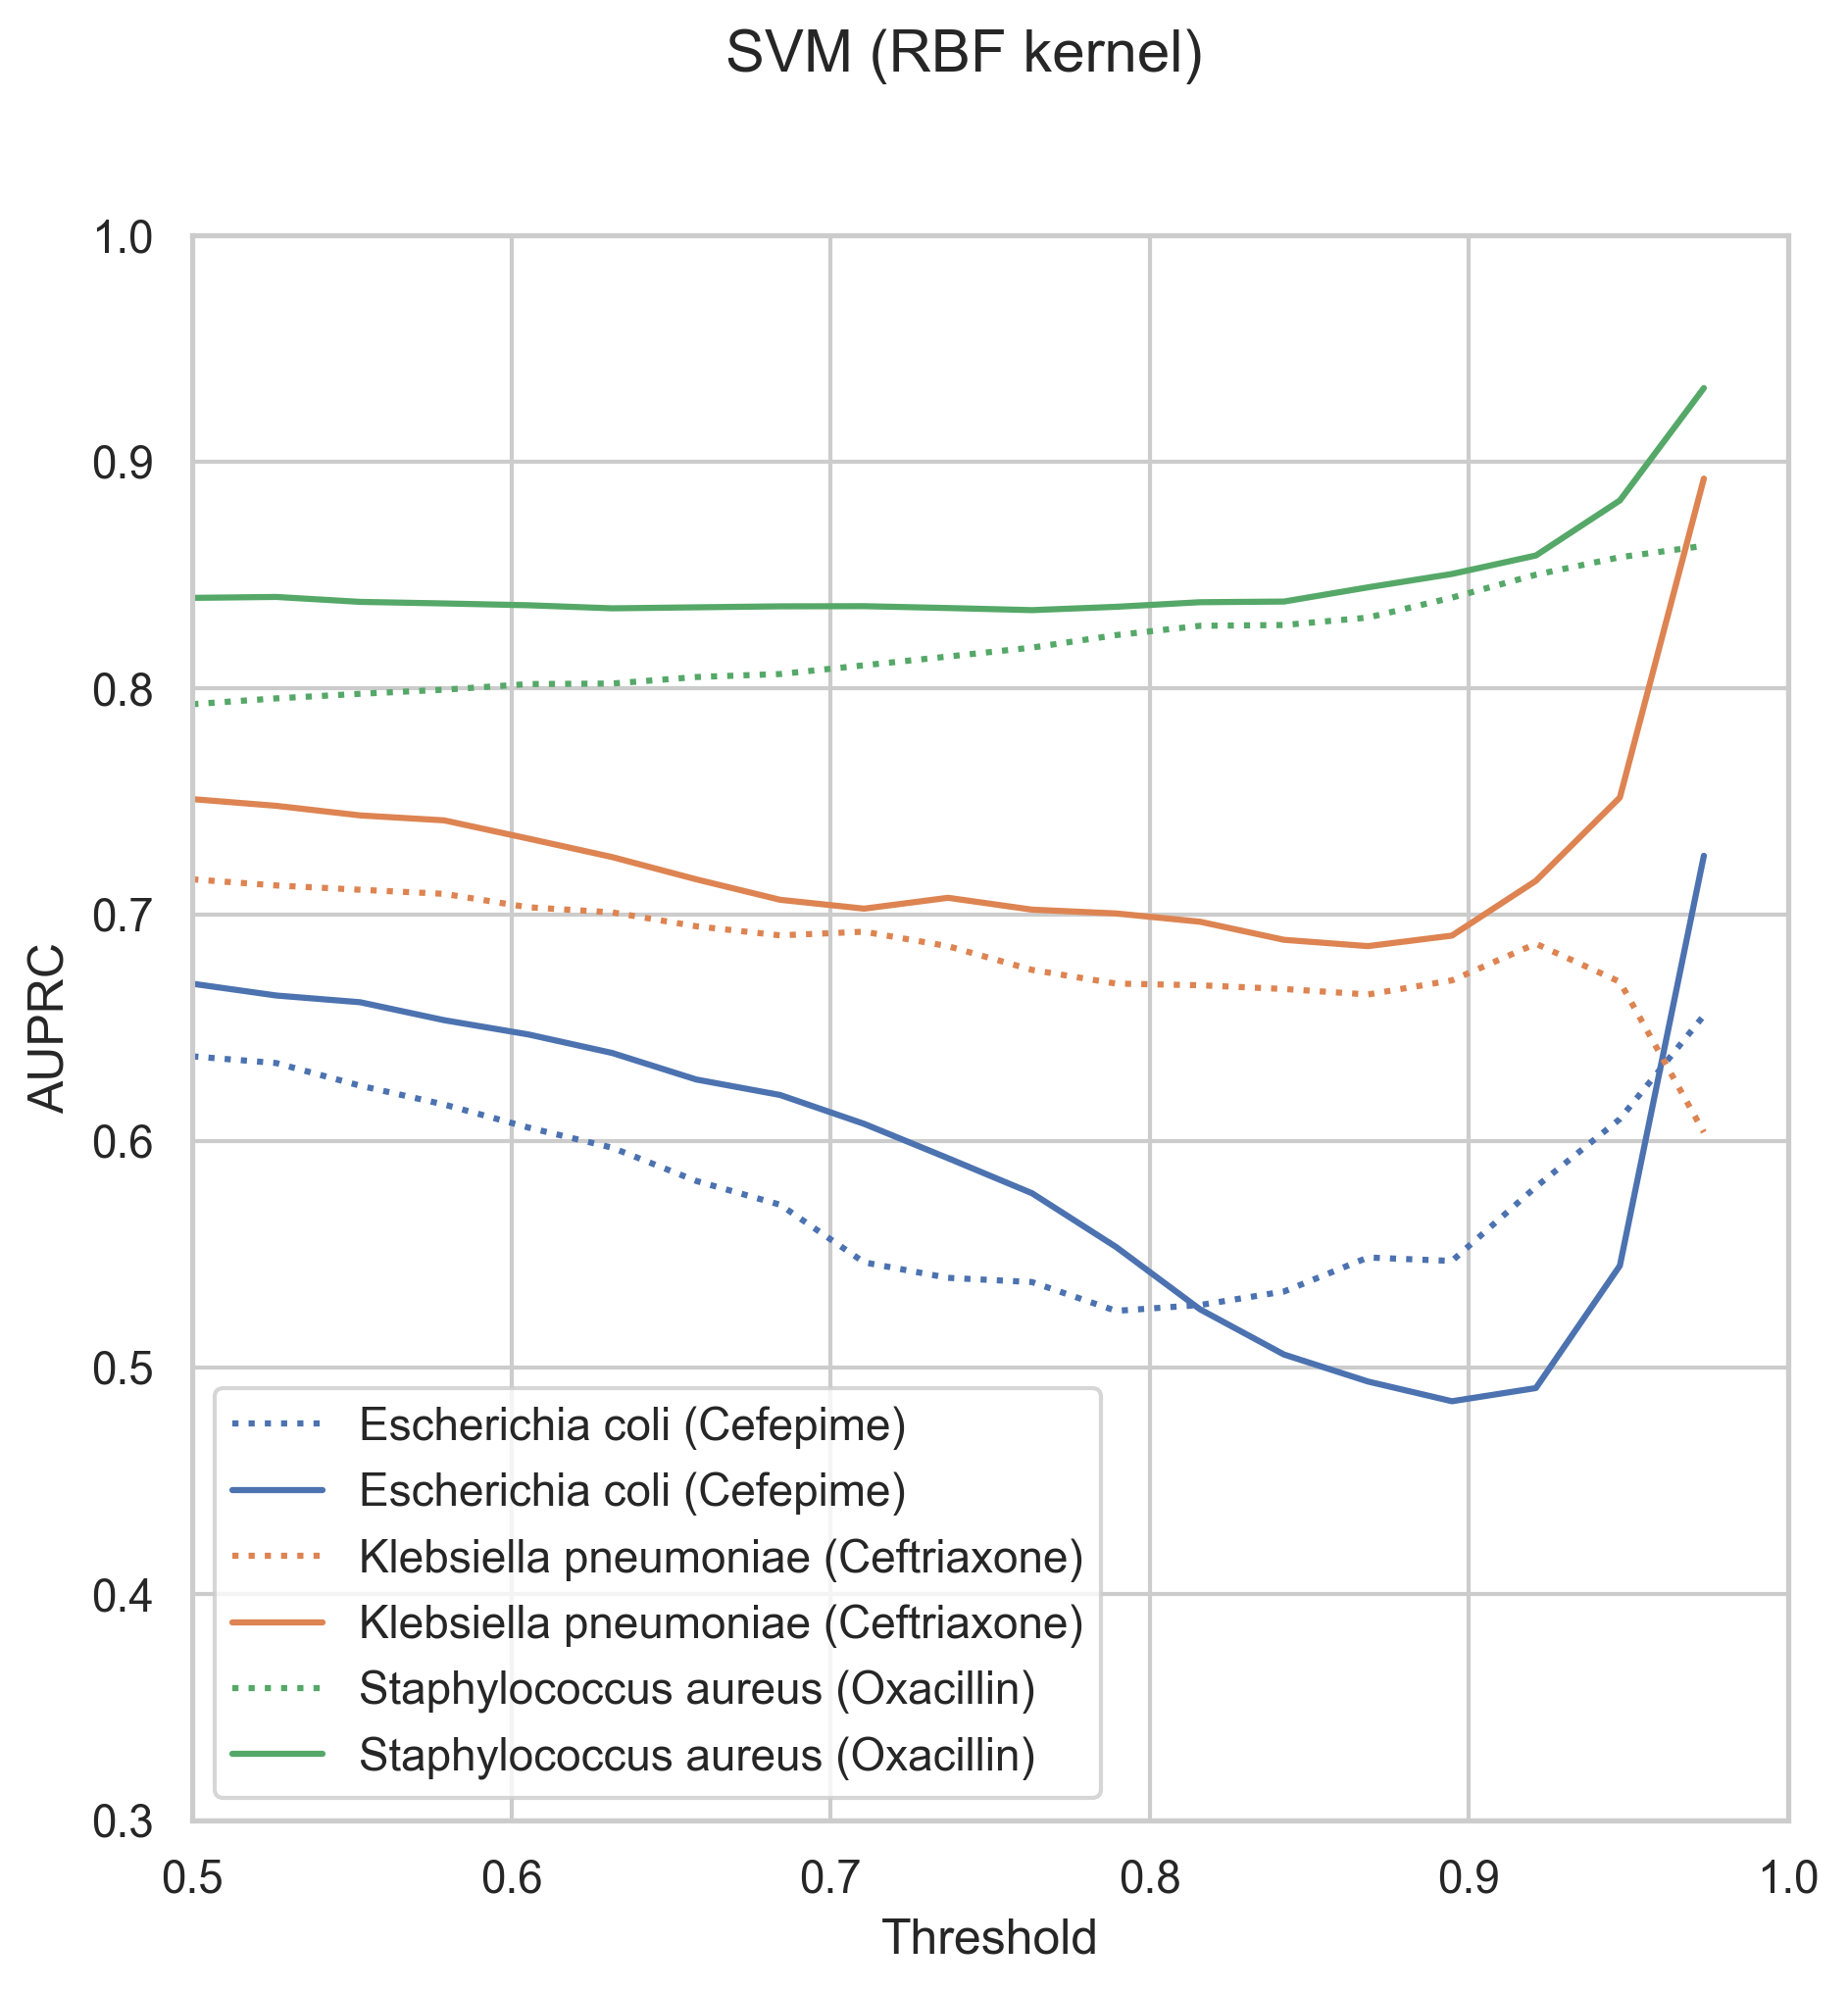 SVM (RBF kernel)
1.0
0.9
0.8
0.7
0.6
0.5
0.4
0.3
AUPRC
Escherichia coli (Cefepime)
Escherichia coli (Cefepime)
Klebsiella pneumoniae (Ceftriaxone)
Klebsiella pneumoniae (Ceftriaxone)
Staphylococcus aureus (Oxacillin)
Staphylococcus aureus (Oxacillin)
0.5 0.6 0.7 0.8 0.9 1.0
Threshold